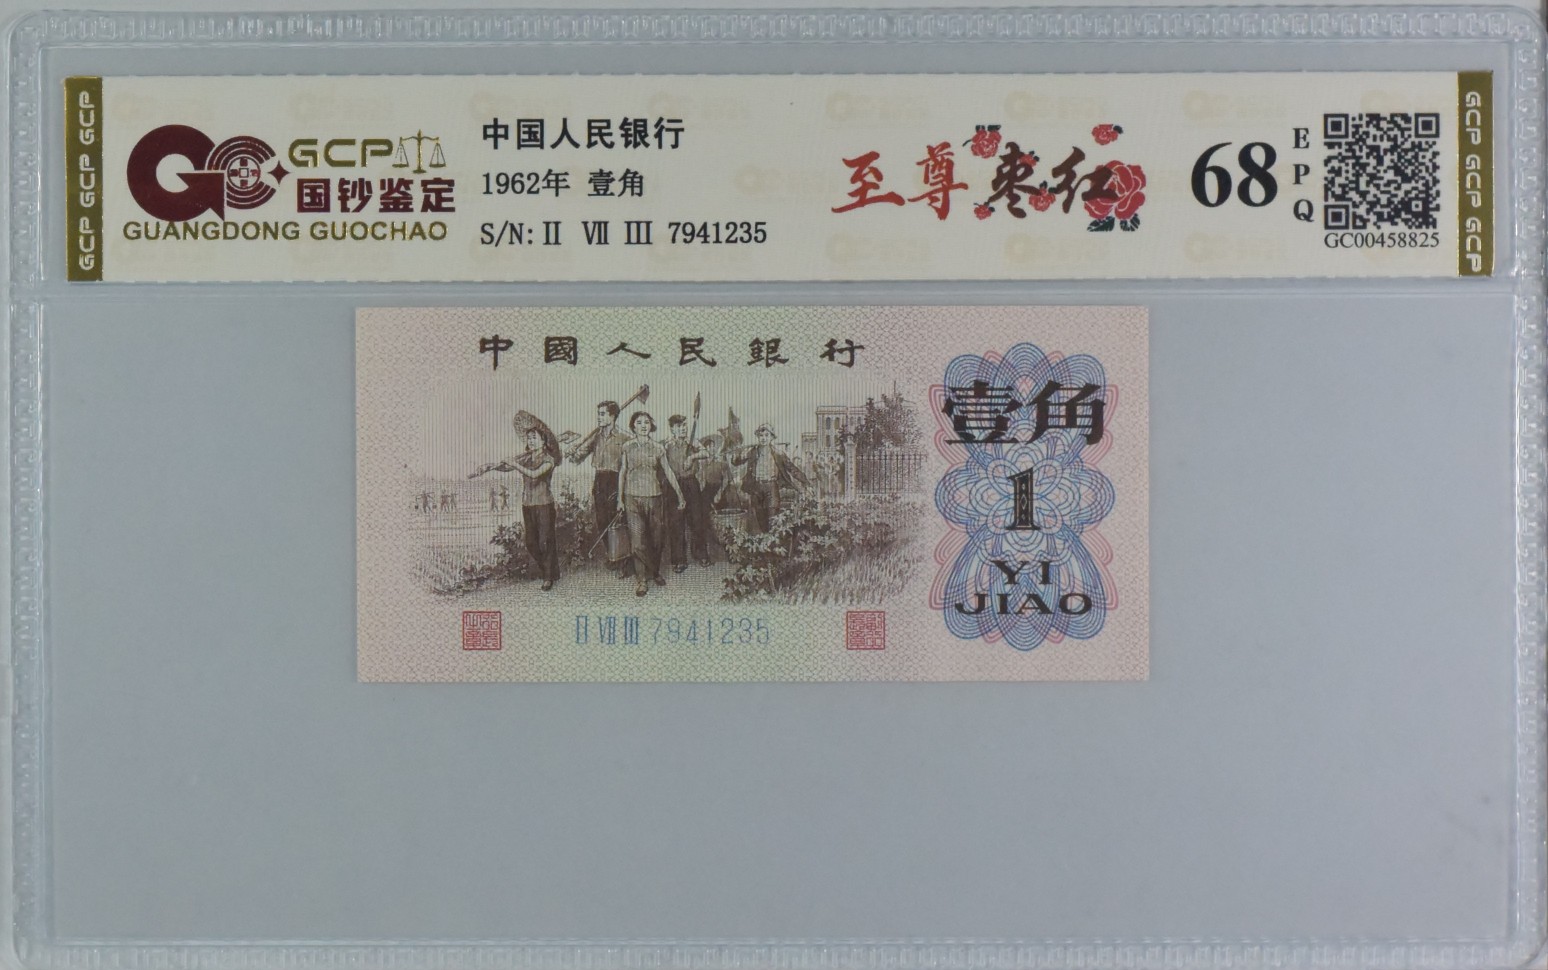 GCP GCP GCP
GCP
国钞鉴定
GUANGDONG GUOCHAO
中国人民银行
1962年 壹角
S/N: II VII III 7941235
至尊枣红
68
EPQ
GC00458825
GCP GCP GCP
中國人民銀行
壹角
1
YI
JIAO
II VII III 7941235